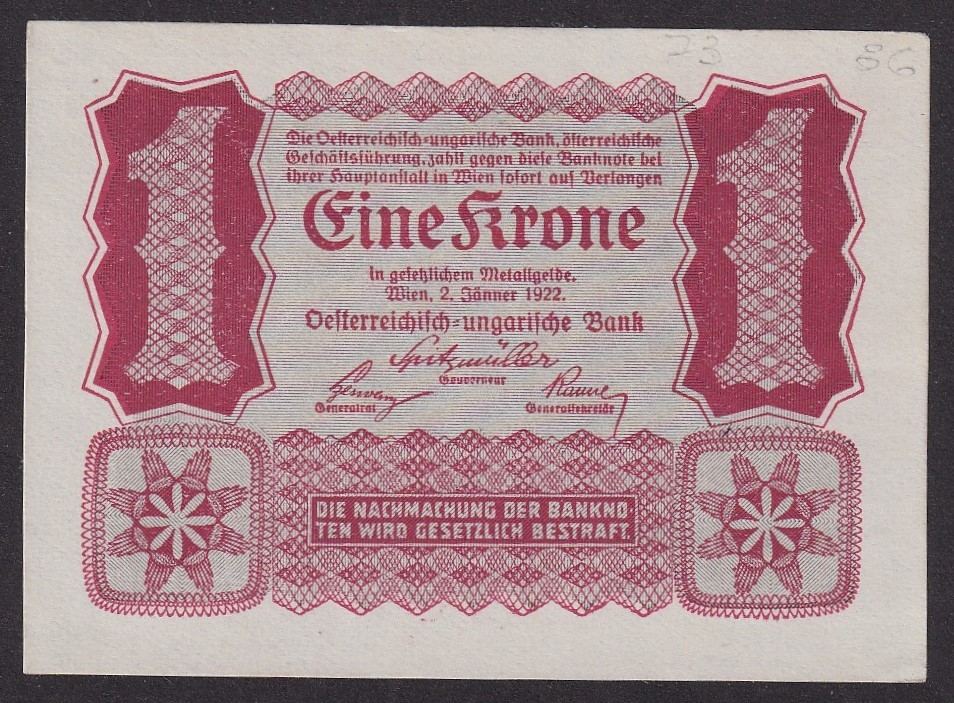 73
86
1
1
Die Oesterreichisch-ungarische Bank, österreichische
Geschäftsführung, zahlt gegen diese Banknote bei
ihrer Hauptanstalt in Wien sofort auf Verlangen
Eine Krone
in gesetzlichem Metallgelde.
Wien, 2. Jänner 1922.
Oesterreichisch-ungarische Bank
Spitzmüller
Gouverneur
Generalrat
Generalsekretär
DIE NACHMACHUNG DER BANKNO-
TEN WIRD GESETZLICH BESTRAFT.